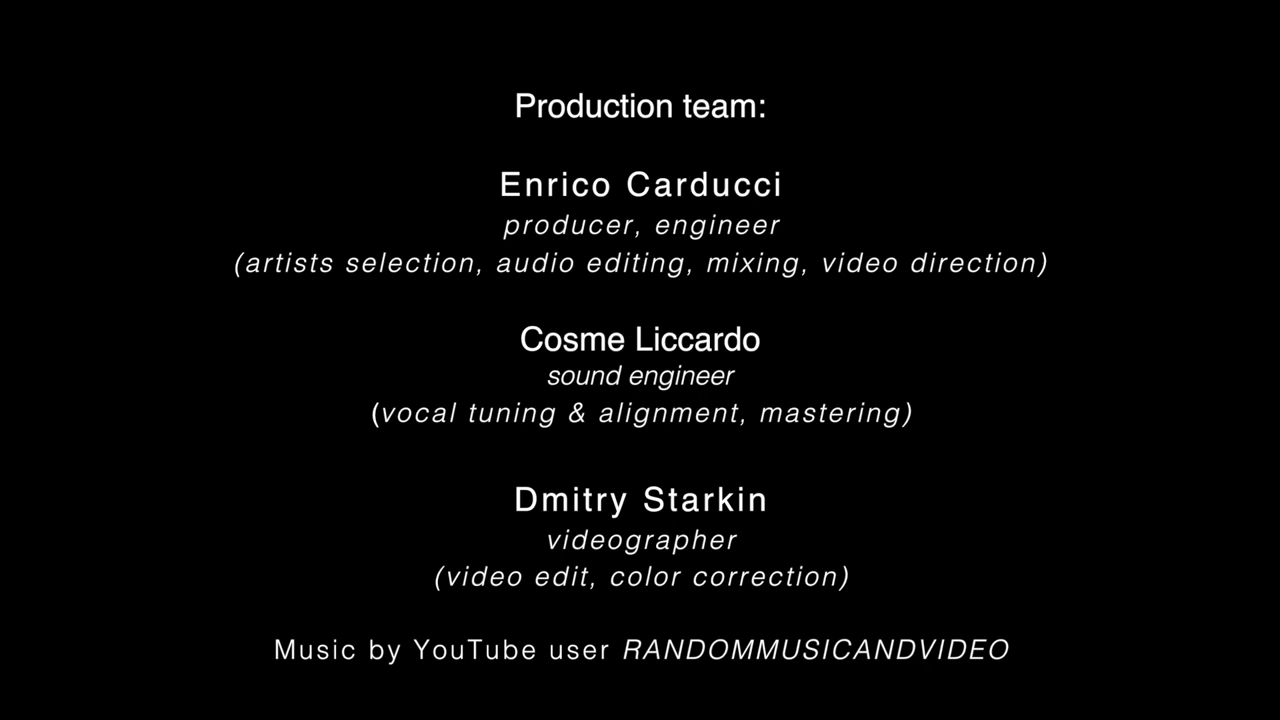 Production team:
Enrico Carducci
producer, engineer
(artists selection, audio editing, mixing, video direction)
Cosme Liccardo
sound engineer
(vocal tuning & alignment, mastering)
Dmitry Starkin
videographer
(video edit, color correction)
Music by YouTube user RANDOMMUSICANDVIDEO